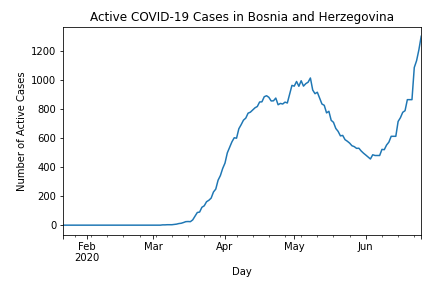 Active COVID-19 Cases in Bosnia and Herzegovina
Number of Active Cases
1200
1000
800
600
400
200
0
Feb
2020
Mar
Apr
May
Jun
Day